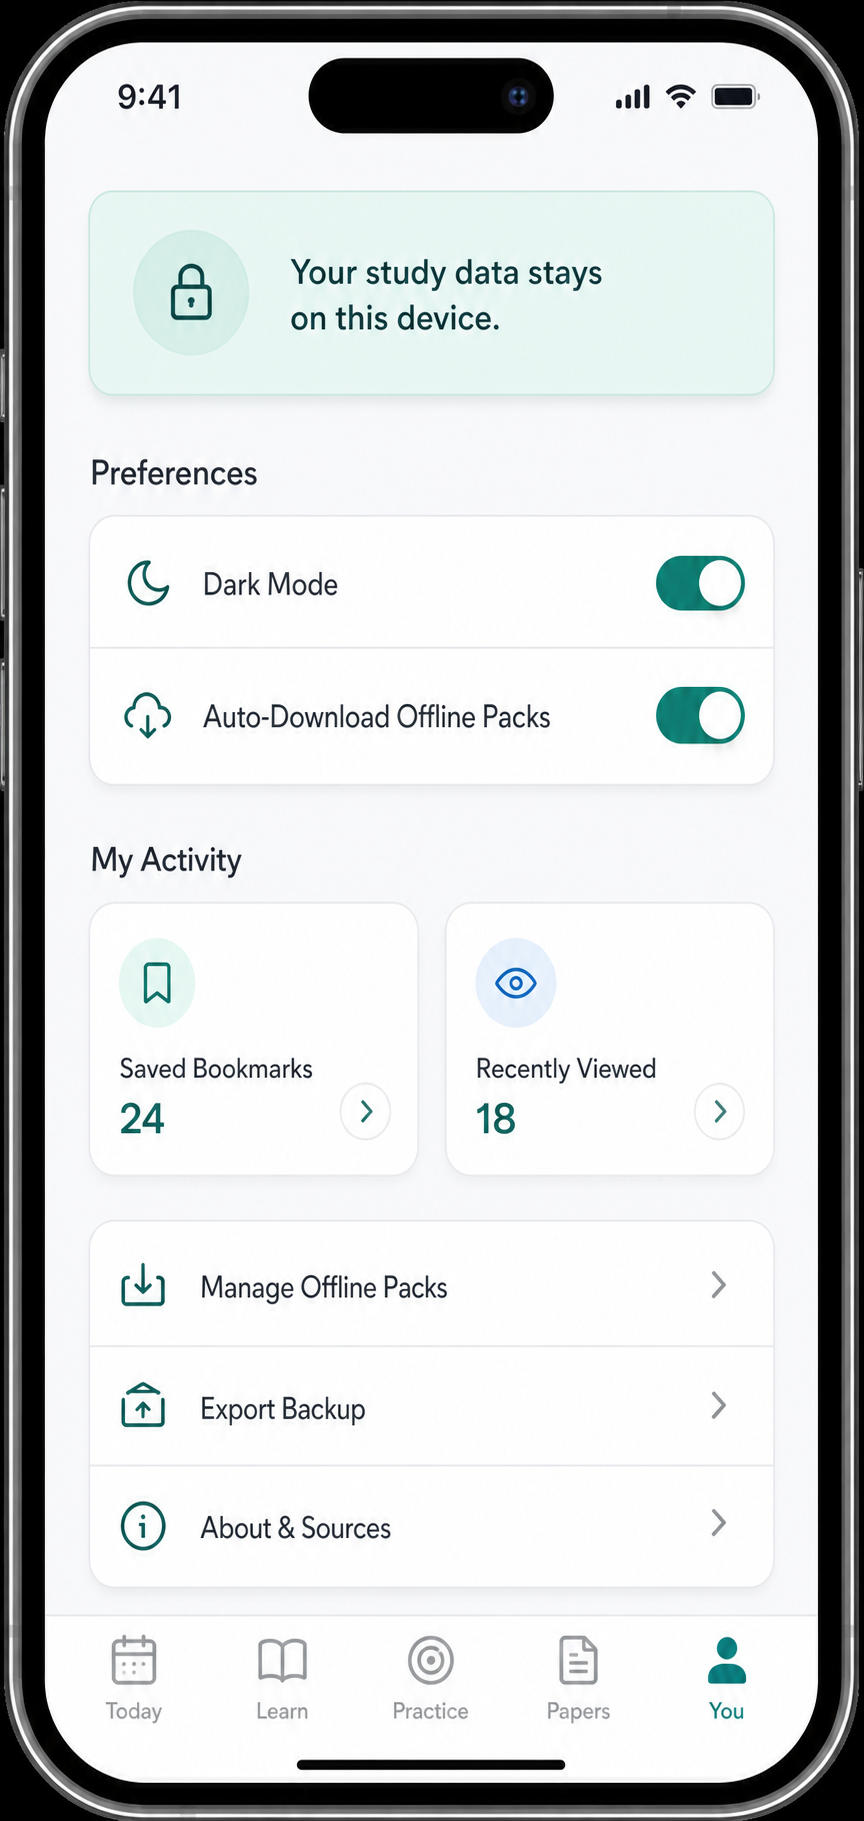 9:41
Your study data stays
on this device.
Preferences
Dark Mode
Auto-Download Offline Packs
My Activity
Saved Bookmarks
24
Recently Viewed
18
Manage Offline Packs
Export Backup
About & Sources
Today
Learn
Practice
Papers
You